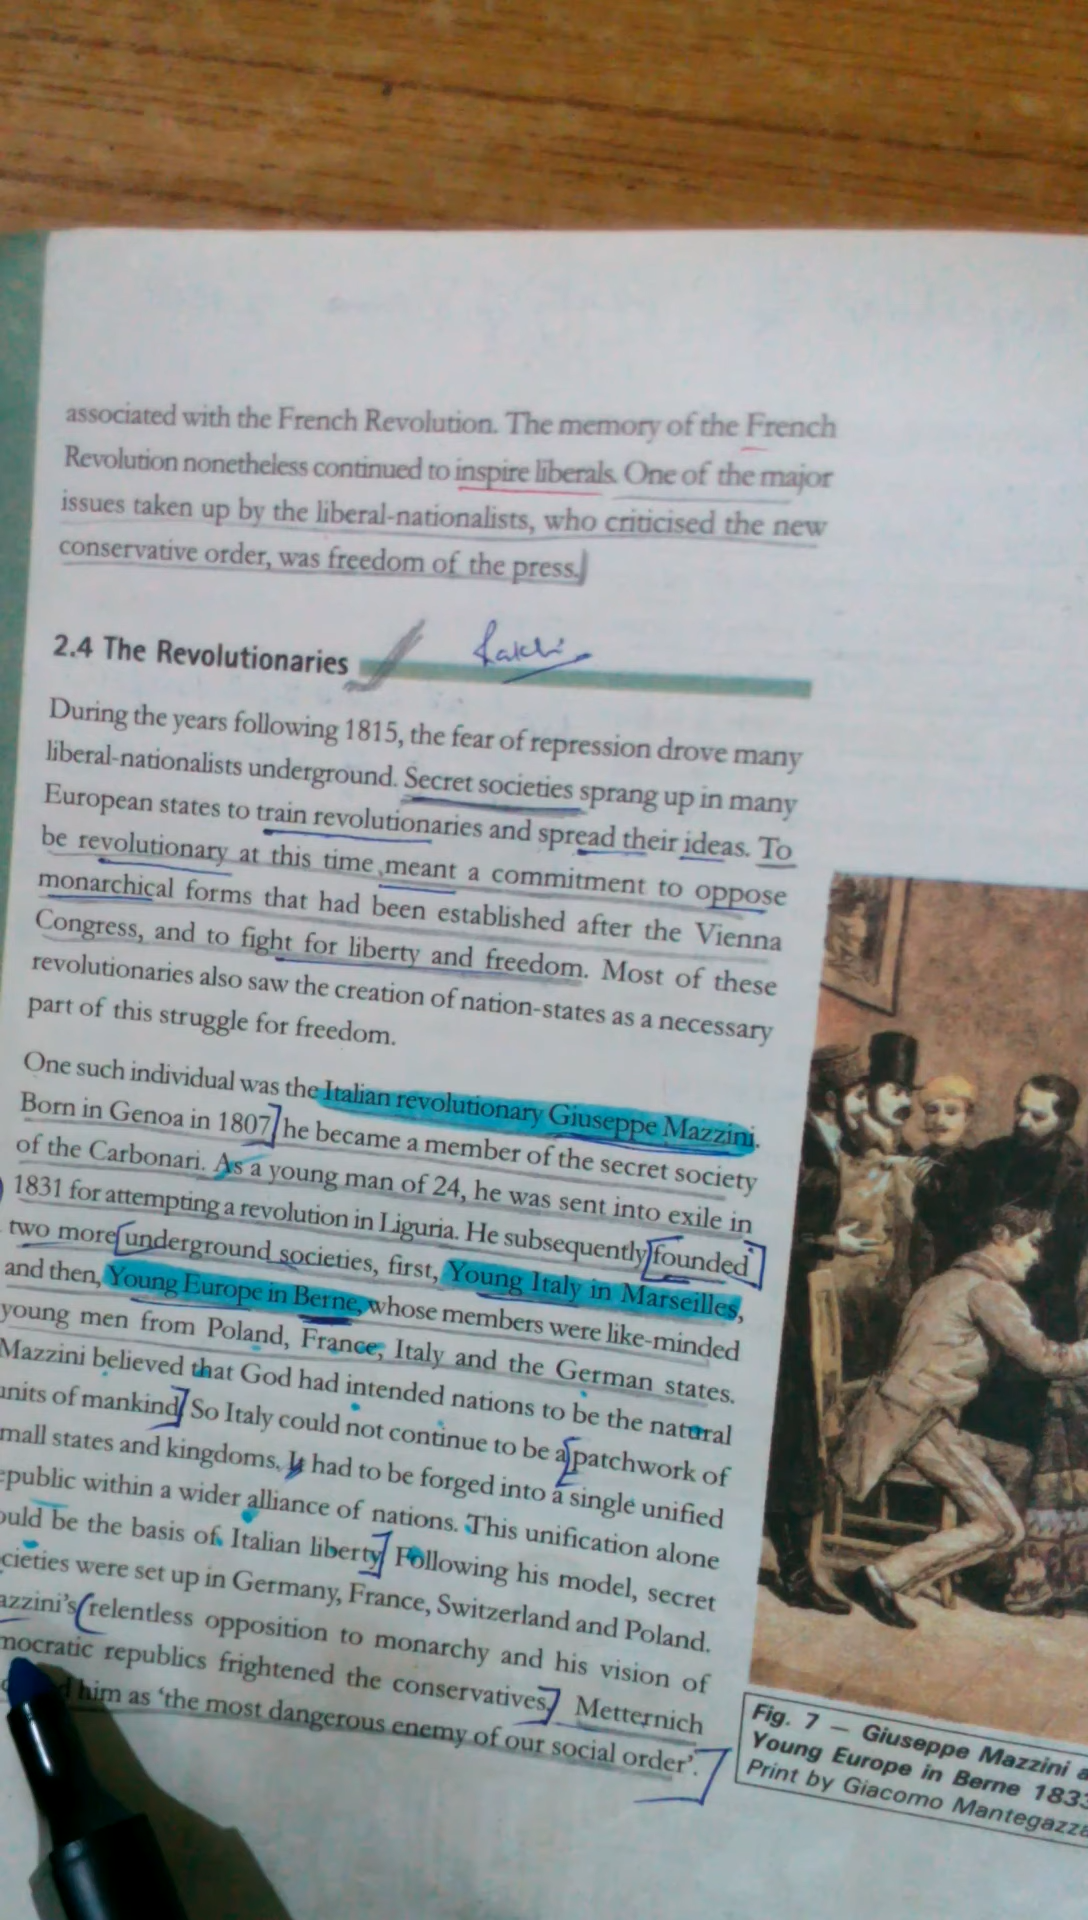 associated with the French Revolution. The memory of the French
Revolution nonetheless continued to inspire liberals. One of the major
issues taken up by the liberal-nationalists, who criticised the new
conservative order, was freedom of the press.
2.4 The Revolutionaries
During the years following 1815, the fear of repression drove many
liberal-nationalists underground. Secret societies sprang up in many
European states to train revolutionaries and spread their ideas. To
be revolutionary at this time meant a commitment to oppose
monarchical forms that had been established after the Vienna
Congress, and to fight for liberty and freedom. Most of these
revolutionaries also saw the creation of nation-states as a necessary
part of this struggle for freedom.
One such individual was the Italian revolutionary Giuseppe Mazzini.
Born in Genoa in 1807, he became a member of the secret society
of the Carbonari. As a young man of 24, he was sent into exile in
1831 for attempting a revolution in Liguria. He subsequently founded
two more underground societies, first, Young Italy in Marseilles,
and then, Young Europe in Berne, whose members were like-minded
young men from Poland, France, Italy and the German states.
Mazzini believed that God had intended nations to be the natural
units of mankind. So Italy could not continue to be a patchwork of
mall states and kingdoms. It had to be forged into a single unified
epublic within a wider alliance of nations. This unification alone
ould be the basis of Italian liberty. Following his model, secret
cieties were set up in Germany, France, Switzerland and Poland.
azzini's relentless opposition to monarchy and his vision of
mocratic republics frightened the conservatives. Metternich
him as 'the most dangerous enemy of our social order'.
Fig. 7 – Giuseppe Mazzini a
Young Europe in Berne 1833
Print by Giacomo Mantegazza